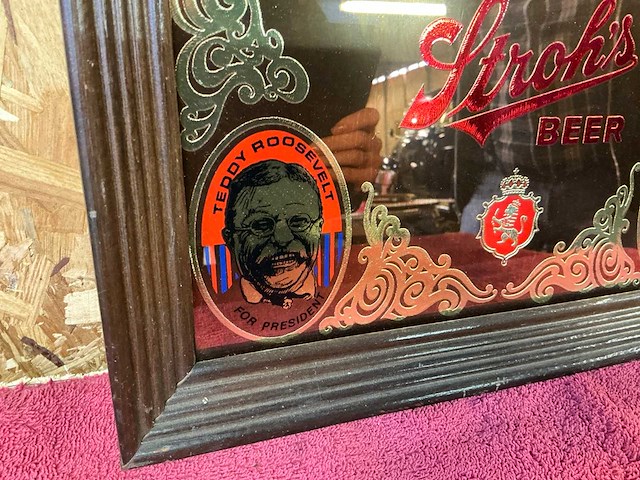 Stroh's
BEER
TEDDY ROOSEVELT
FOR PRESIDENT